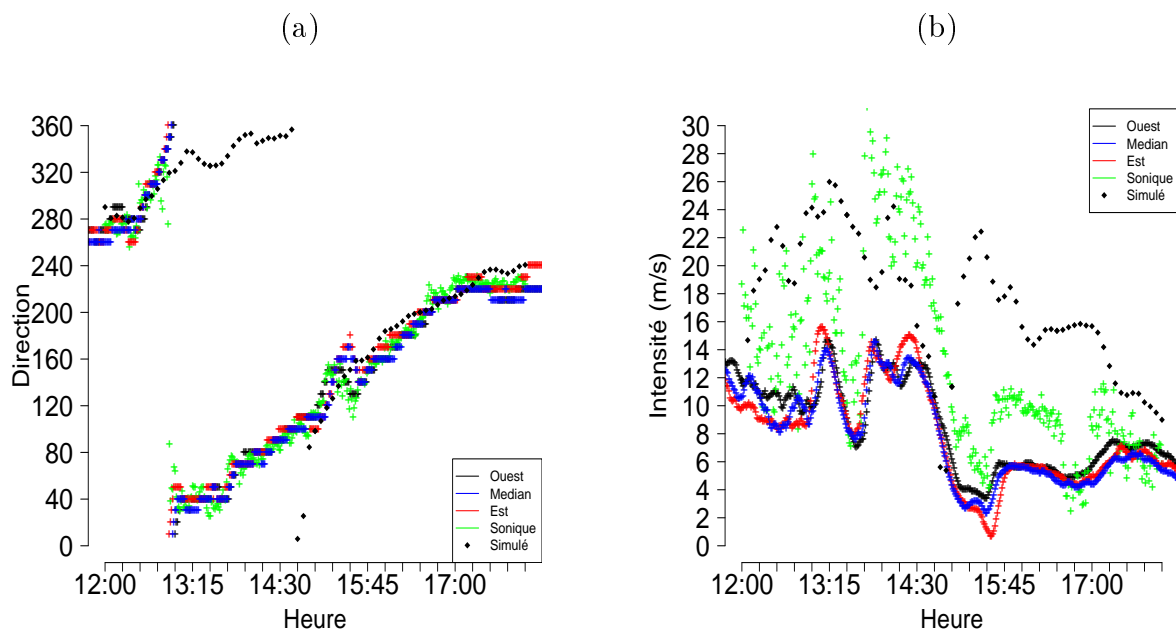 (a)
(b)
Direction
360
320
280
240
200
160
120
80
40
0
12:00 13:15 14:30 15:45 17:00
Heure
Ouest
Median
Est
Sonique
Simulé
Intensité (m/s)
30
28
26
24
22
20
18
16
14
12
10
8
6
4
2
0
12:00 13:15 14:30 15:45 17:00
Heure
Ouest
Median
Est
Sonique
Simulé